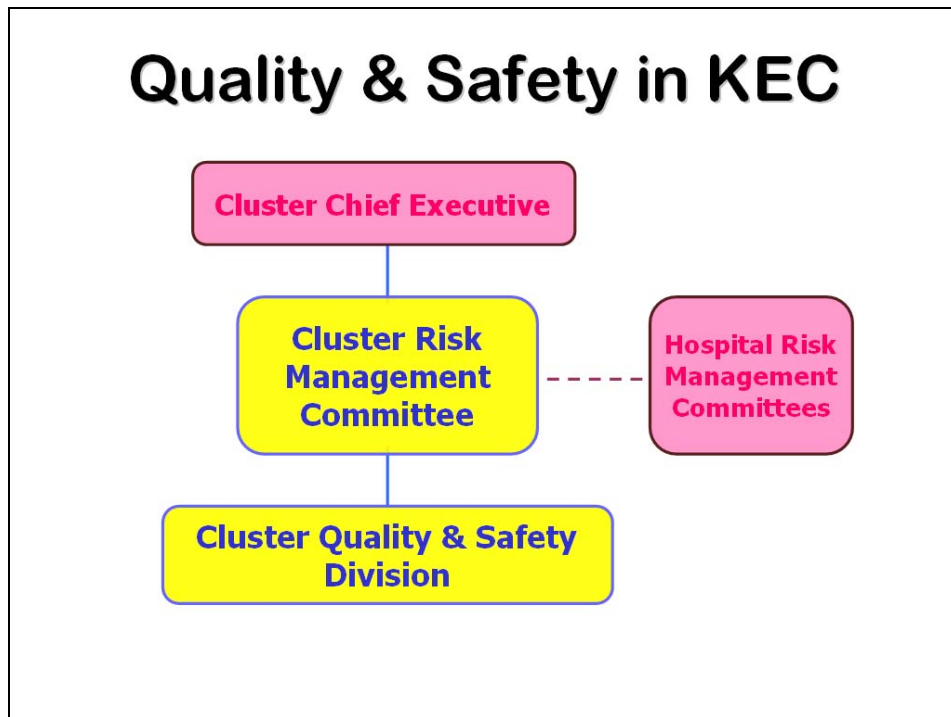 Quality & Safety in KEC
Cluster Chief Executive
Cluster Risk
Management
Committee
Hospital Risk
Management
Committees
Cluster Quality & Safety
Division